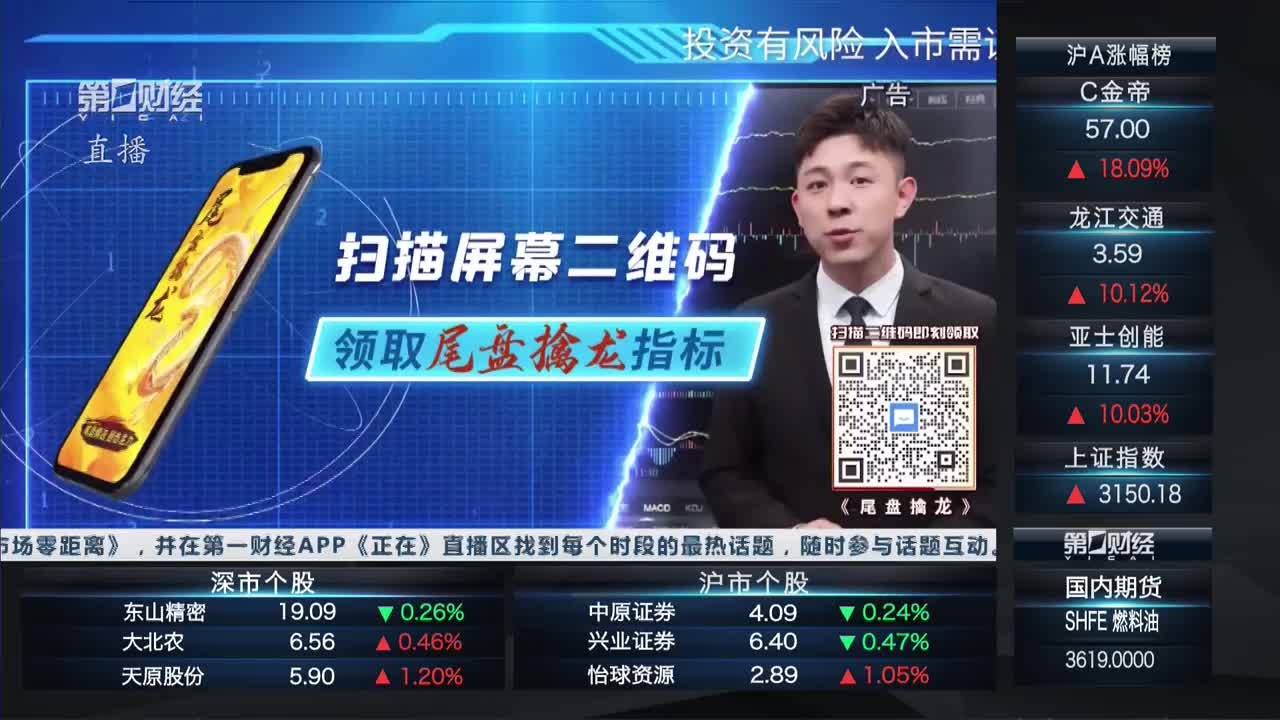 投资有风险 入市需
第一财经
YICAI
直播
广告
尾盘擒龙
扫描屏幕二维码
领取尾盘擒龙指标
扫描二维码即刻领取
《尾盘擒龙》
MACD KDJ
市场零距离》，并在第一财经APP《正在》直播区找到每个时段的最热话题，随时参与话题互动。
深市个股
东山精密 19.09 ▼0.26%
大北农 6.56 ▲0.46%
天原股份 5.90 ▲1.20%
沪市个股
中原证券 4.09 ▼0.24%
兴业证券 6.40 ▼0.47%
怡球资源 2.89 ▲1.05%
沪A涨幅榜
C金帝
57.00
▲ 18.09%
龙江交通
3.59
▲ 10.12%
亚士创能
11.74
▲ 10.03%
上证指数
▲ 3150.18
第一财经
YICAI
国内期货
SHFE 燃料油
3619.0000